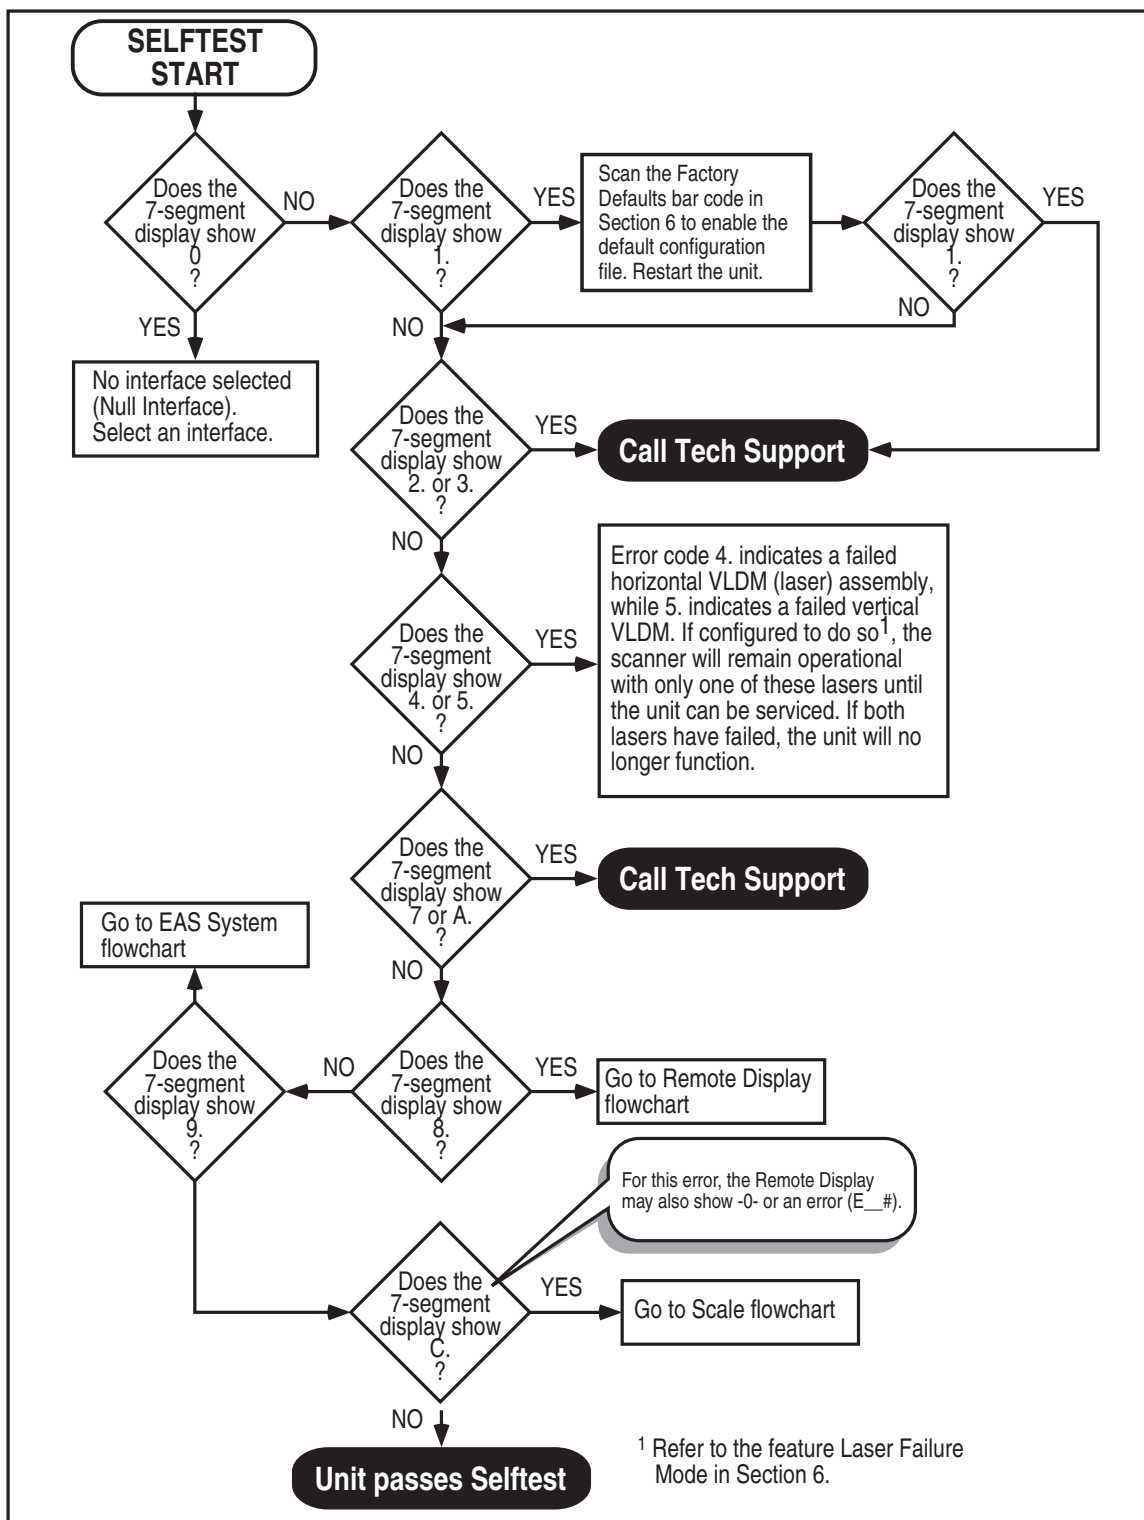 SELFTEST
START
Does the
7-segment
display show
0
?
NO
YES
No interface selected
(Null Interface).
Select an interface.
Does the
7-segment
display show
1.
?
YES
NO
Scan the Factory
Defaults bar code in
Section 6 to enable the
default configuration
file. Restart the unit.
Does the
7-segment
display show
1.
?
YES
NO
Does the
7-segment
display show
2. or 3.
?
YES
Call Tech Support
NO
Does the
7-segment
display show
4. or 5.
?
YES
Error code 4. indicates a failed
horizontal VLDM (laser) assembly,
while 5. indicates a failed vertical
VLDM. If configured to do so1, the
scanner will remain operational
with only one of these lasers until
the unit can be serviced. If both
lasers have failed, the unit will no
longer function.
NO
Does the
7-segment
display show
7 or A.
?
YES
Call Tech Support
NO
Does the
7-segment
display show
8.
?
YES
Go to Remote Display
flowchart
NO
Does the
7-segment
display show
9.
?
Go to EAS System
flowchart
For this error, the Remote Display
may also show -0- or an error (E__#).
Does the
7-segment
display show
C.
?
YES
Go to Scale flowchart
NO
Unit passes Selftest
1 Refer to the feature Laser Failure
Mode in Section 6.